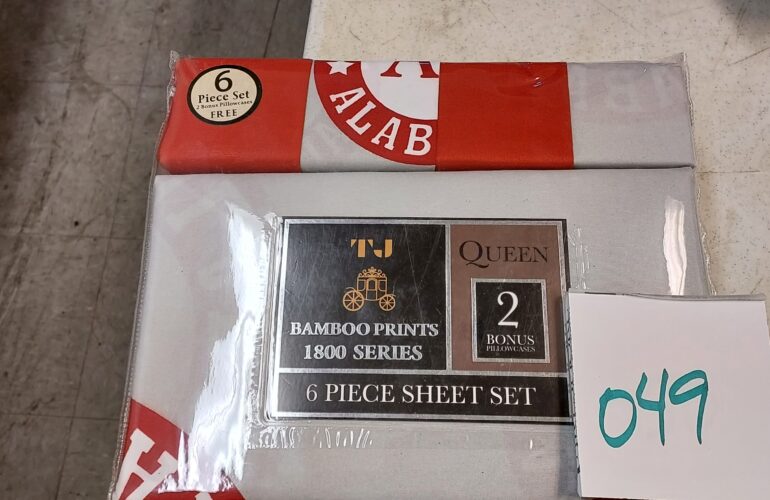 6
Piece Set
2 Bonus Pillowcases
FREE
A
ALAB
TJ
BAMBOO PRINTS
1800 SERIES
QUEEN
2
BONUS
PILLOWCASES
6 PIECE SHEET SET
049